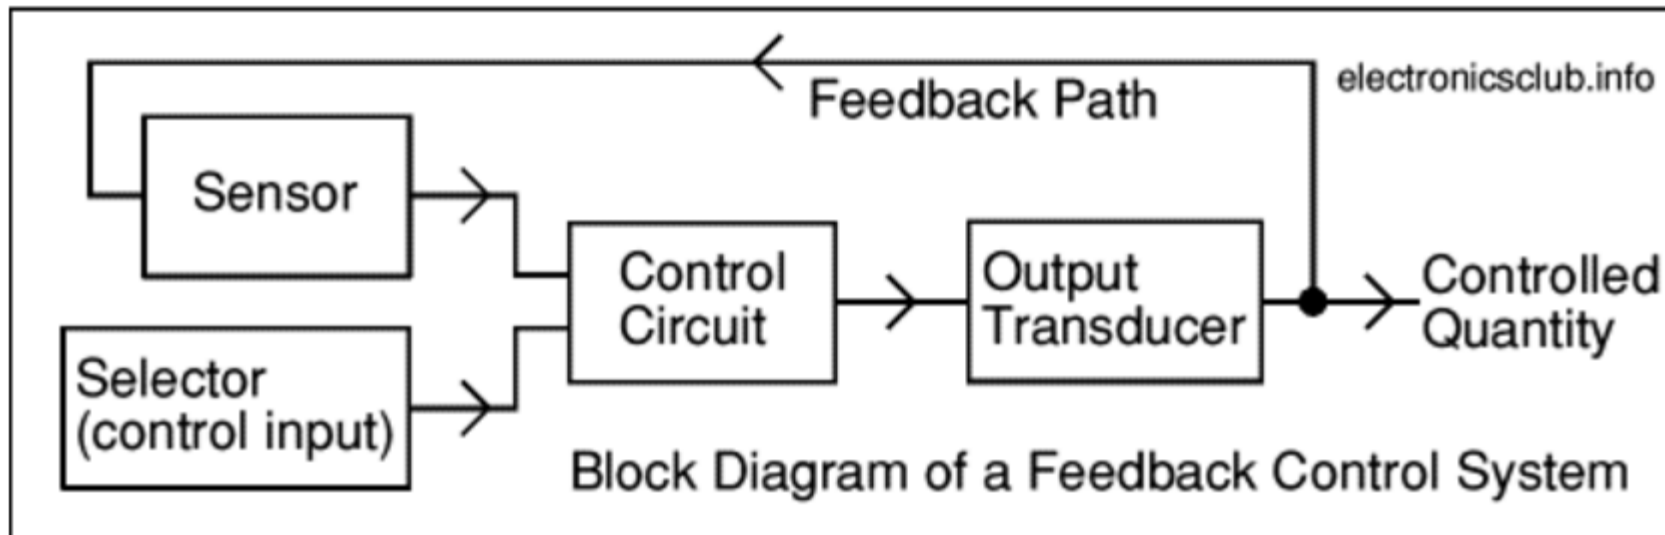 Feedback Path
electronicsclub.info
Sensor
Selector
(control input)
Control
Circuit
Output
Transducer
Controlled
Quantity
Block Diagram of a Feedback Control System